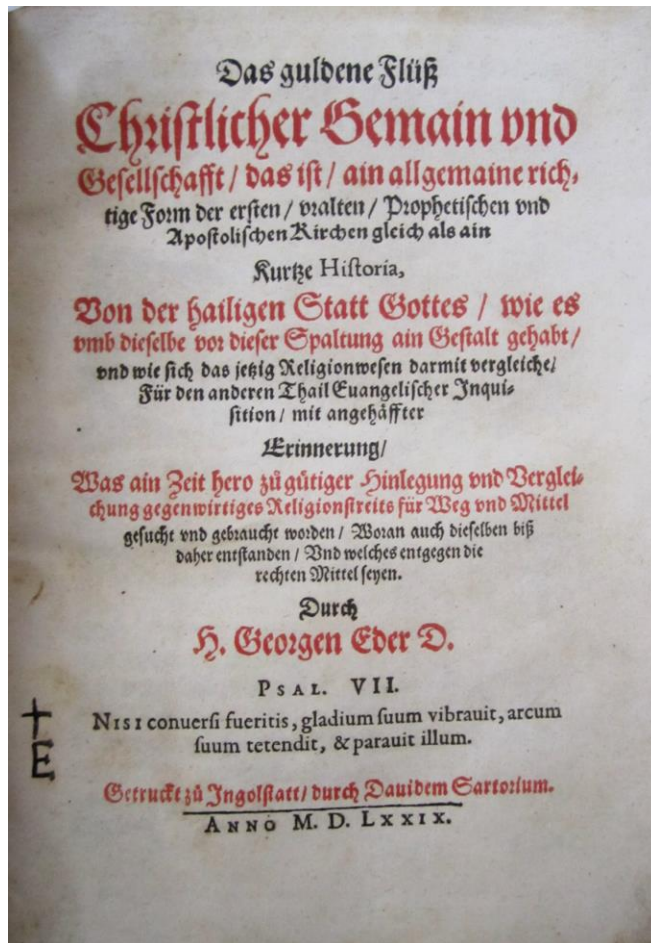 Das guldene Flüß
Christlicher Gemain vnd
Gesellschafft / das ist / ain allgemaine rich-
tige Form der ersten / vralten / Prophetischen vnd
Apostolischen Kirchen gleich als ain
Kurtze Historia,
Von der hailigen Statt Gottes / wie es
vmb dieselbe vor dieser Spaltung ain Gestalt gehabt /
vnd wie sich das jetzig Religionwesen darmit vergleiche /
Für den anderen Thail Euangelischer Inqui-
sition / mit angehäffter
Erinnerung /
Was ain Zeit hero zů gütiger Hinlegung vnd Verglei-
chung gegenwirtiges Religionstreits für Weg vnd Mittel
gesucht vnd gebraucht worden / Woran auch dieselben biß
daher entstanden / Vnd welches entgegen die
rechten Mittel seyen.
Durch
H. Georgen Eder D.
PSAL. VII.
NISI conuersi fueritis, gladium suum vibrauit, arcum
suum tetendit, & parauit illum.
E
Getruckt zů Ingolstatt / durch Dauidem Sartorium.
ANNO M. D. LXXIX.